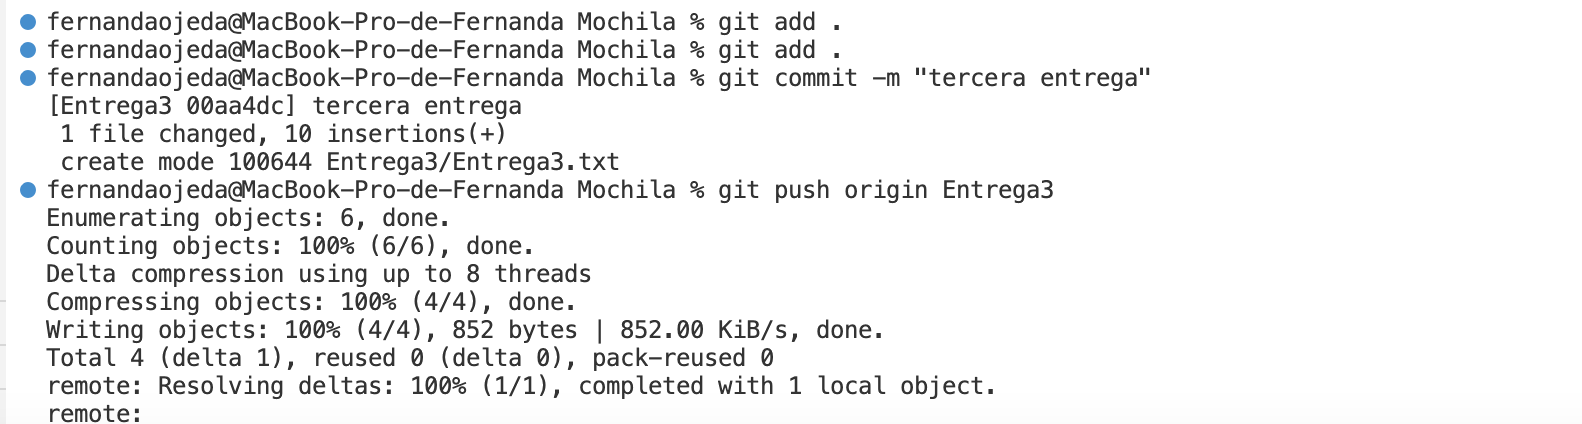 fernandaojeda@MacBook-Pro-de-Fernanda Mochila % git add .
fernandaojeda@MacBook-Pro-de-Fernanda Mochila % git add .
fernandaojeda@MacBook-Pro-de-Fernanda Mochila % git commit -m "tercera entrega"
[Entrega3 00aa4dc] tercera entrega
 1 file changed, 10 insertions(+)
 create mode 100644 Entrega3/Entrega3.txt
fernandaojeda@MacBook-Pro-de-Fernanda Mochila % git push origin Entrega3
Enumerating objects: 6, done.
Counting objects: 100% (6/6), done.
Delta compression using up to 8 threads
Compressing objects: 100% (4/4), done.
Writing objects: 100% (4/4), 852 bytes | 852.00 KiB/s, done.
Total 4 (delta 1), reused 0 (delta 0), pack-reused 0
remote: Resolving deltas: 100% (1/1), completed with 1 local object.
remote: